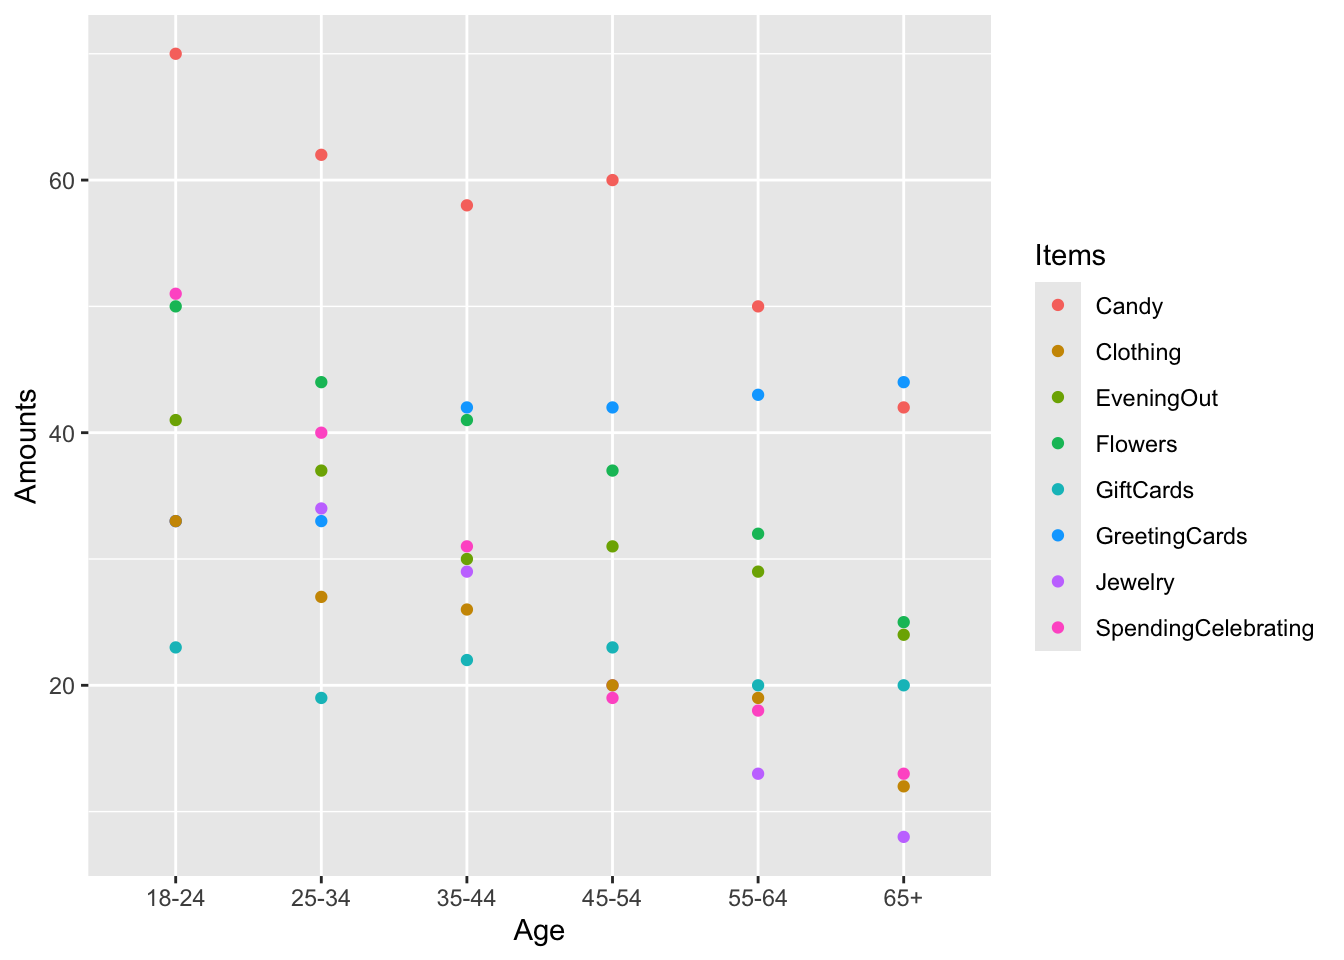 60
40
20
Amounts
18-24
25-34
35-44
45-54
55-64
65+
Age
Items
Candy
Clothing
EveningOut
Flowers
GiftCards
GreetingCards
Jewelry
SpendingCelebrating